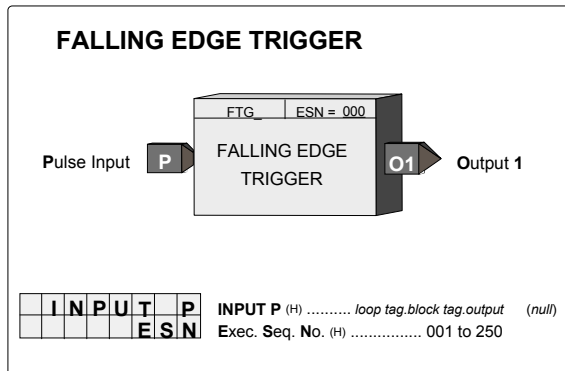 FALLING EDGE TRIGGER
FTG_ ESN = 000
Pulse Input P FALLING EDGE TRIGGER O1 Output 1
INPUT P INPUT P (H) .......... loop tag.block tag.output (null)
ESN Exec. Seq. No. (H) ................ 001 to 250